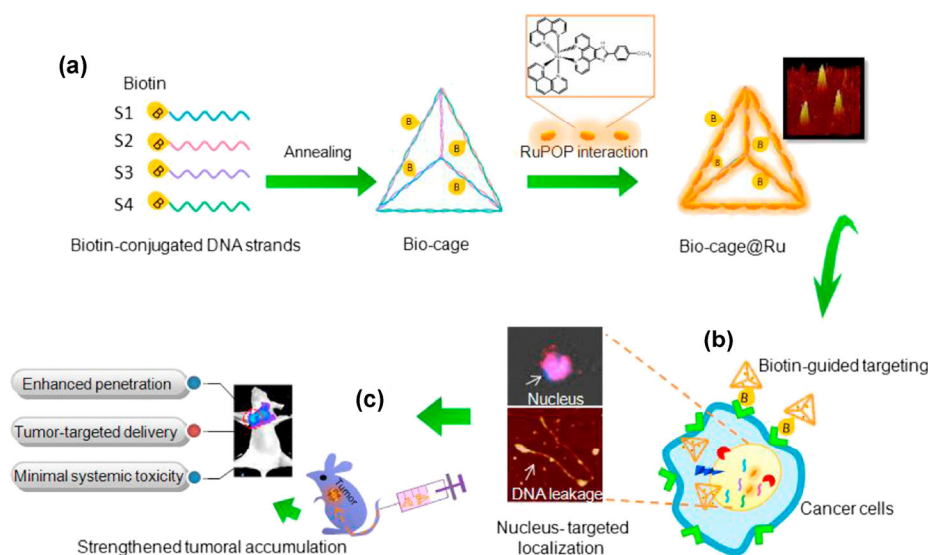 (a)
Biotin
S1
B
S2
B
S3
B
S4
B
Biotin-conjugated DNA strands
Annealing
B
B
B
B
Bio-cage
N
H
N
RuPOP interaction
B
B
B
B
Bio-cage@Ru
(b)
Biotin-guided targeting
B
B
Cancer cells
Nucleus
DNA leakage
Nucleus- targeted
localization
(c)
Enhanced penetration
Tumor-targeted delivery
Minimal systemic toxicity
Tumor
Strengthened tumoral accumulation